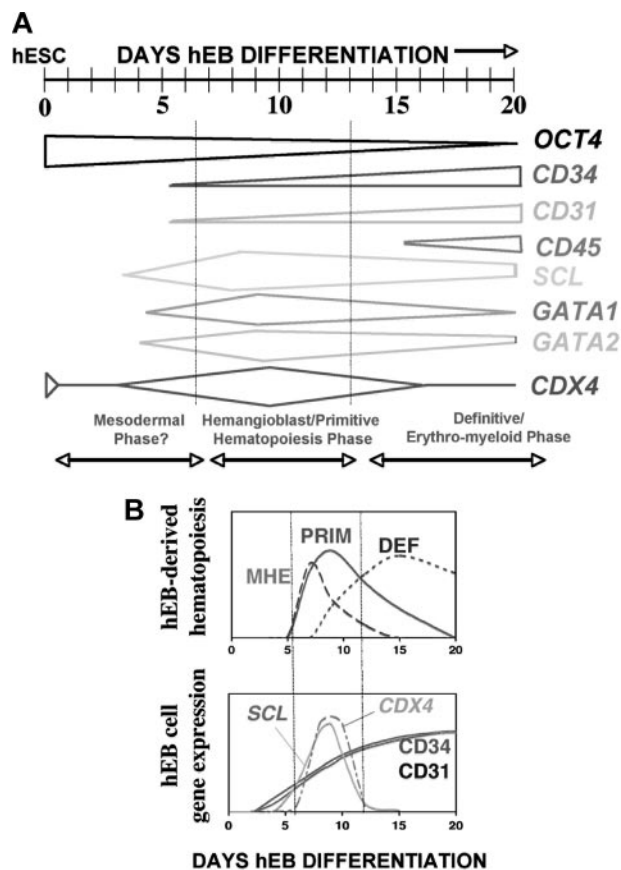 A
DAYS hEB DIFFERENTIATION
hESC
0 5 10 15 20
OCT4
CD34
CD31
CD45
SCL
GATA1
GATA2
CDX4
Mesodermal
Phase?
Hemangioblast/Primitive
Hematopoiesis Phase
Definitive/
Erythro-myeloid Phase
B
hEB-derived
hematopoiesis
PRIM
DEF
MHE
0 5 10 15 20
hEB cell
gene expression
SCL
CDX4
CD34
CD31
0 5 10 15 20
DAYS hEB DIFFERENTIATION